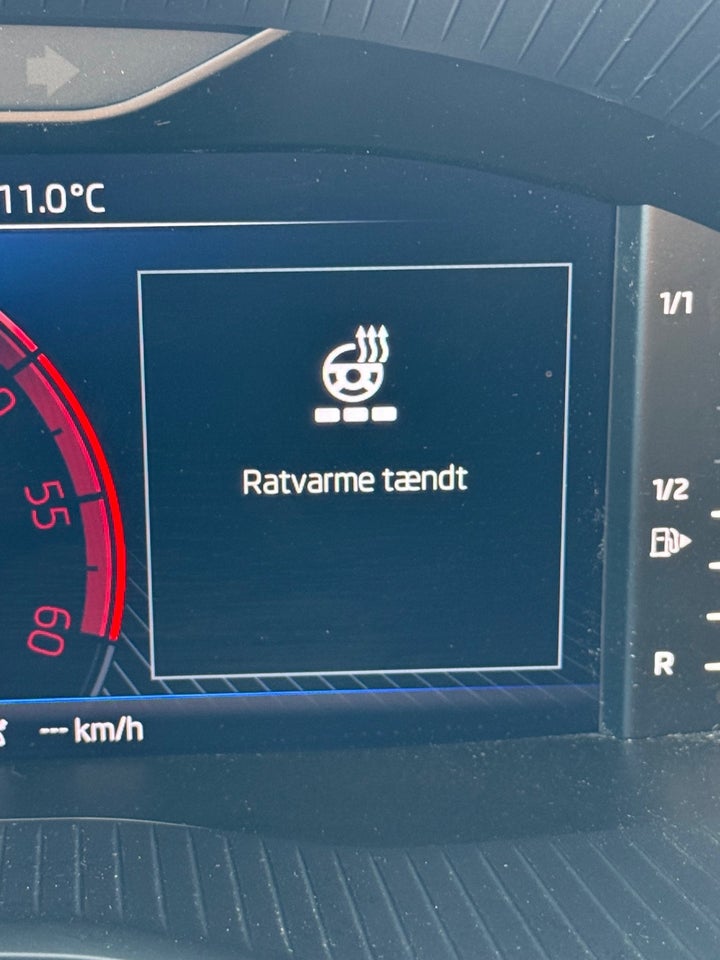 11.0°C
1/1
Ratvarme tændt
1/2
55
60
R
--- km/h